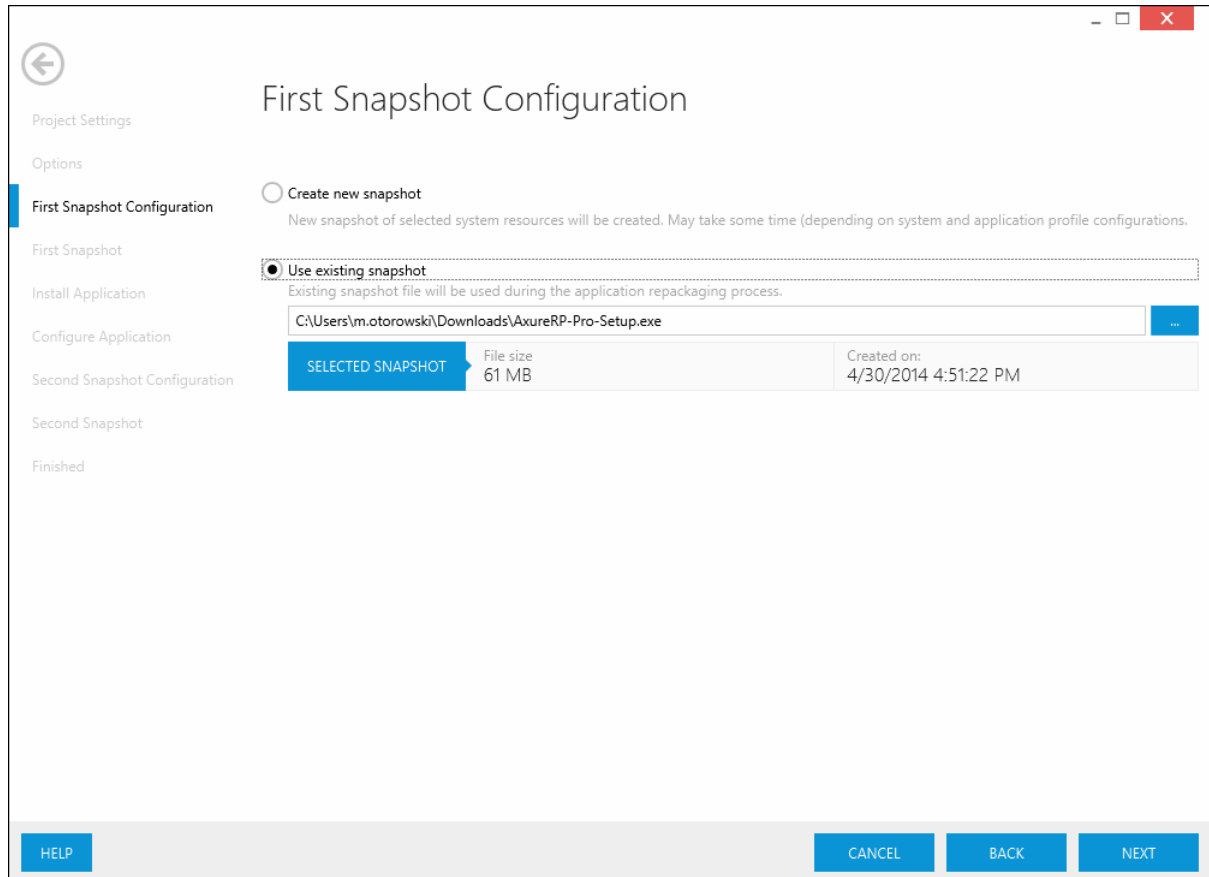 First Snapshot Configuration
Project Settings
Options
First Snapshot Configuration
First Snapshot
Install Application
Configure Application
Second Snapshot Configuration
Second Snapshot
Finished
Create new snapshot
New snapshot of selected system resources will be created. May take some time (depending on system and application profile configurations.
Use existing snapshot
Existing snapshot file will be used during the application repackaging process.
C:\Users\m.otorowski\Downloads\AxureRP-Pro-Setup.exe
...
SELECTED SNAPSHOT
File size
61 MB
Created on:
4/30/2014 4:51:22 PM
HELP
CANCEL
BACK
NEXT